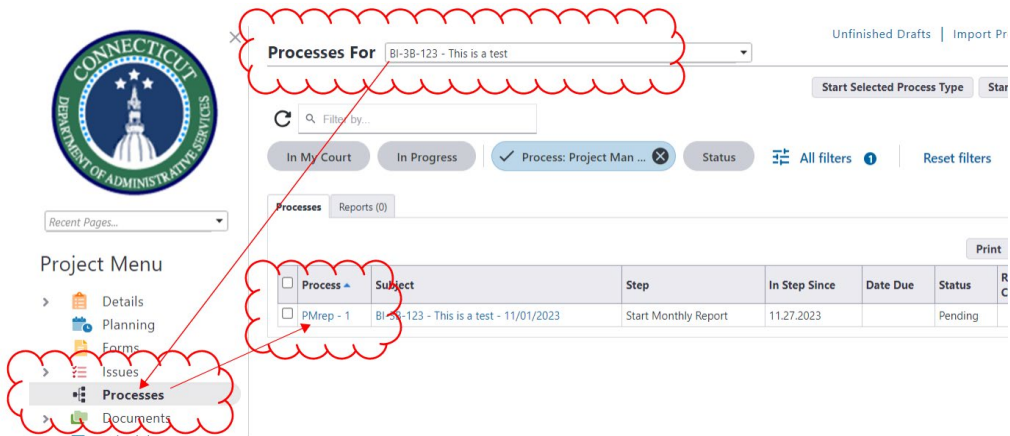 CONNECTICUT
DEPARTMENT OF ADMINISTRATIVE SERVICES
Recent Pages...
Project Menu
Details
Planning
Forms
Issues
Processes
Documents
Unfinished Drafts | Import Pr
Processes For BI-3B-123 - This is a test
Start Selected Process Type Star
Filter by...
In My Court In Progress Process: Project Man ... Status All filters 1 Reset filters
Processes Reports (0)
Print
Process Subject Step In Step Since Date Due Status R
C
PMrep - 1 BI-3B-123 - This is a test - 11/01/2023 Start Monthly Report 11.27.2023 Pending